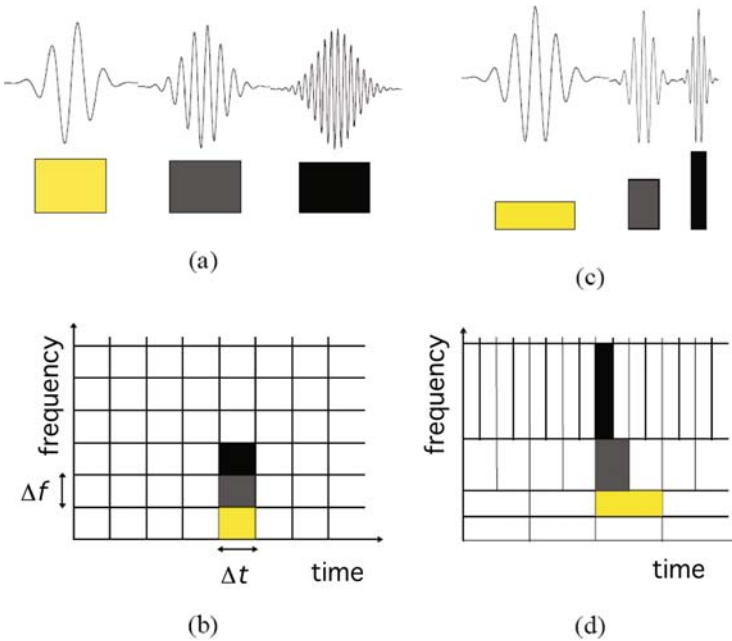 (a)
(c)
frequency
Δf
Δt
time
(b)
frequency
time
(d)